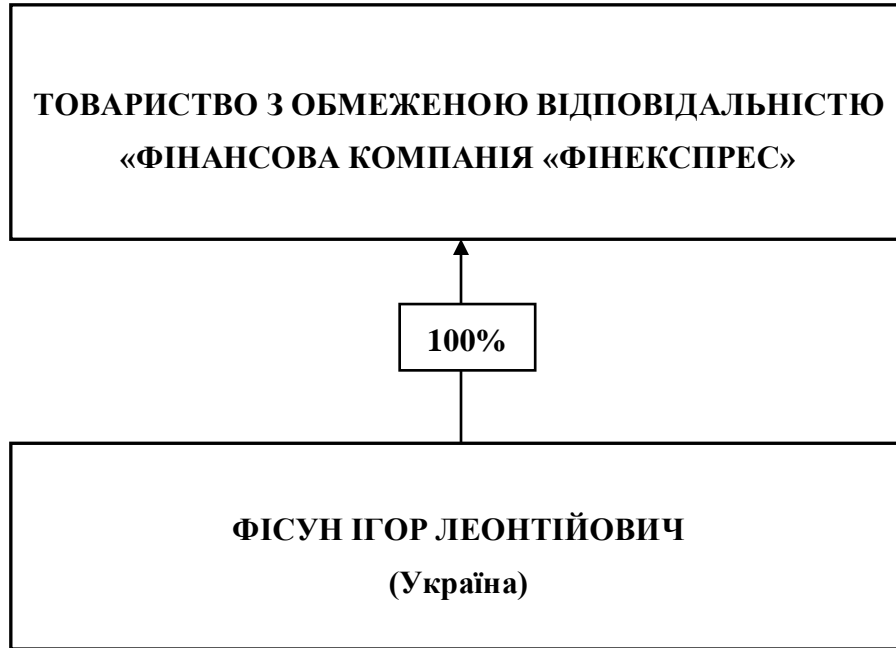 ТОВАРИСТВО З ОБМЕЖЕНОЮ ВІДПОВІДАЛЬНІСТЮ
«ФІНАНСОВА КОМПАНІЯ «ФІНЕКСПРЕС»
100%
ФІСУН ІГОР ЛЕОНТІЙОВИЧ
(Україна)